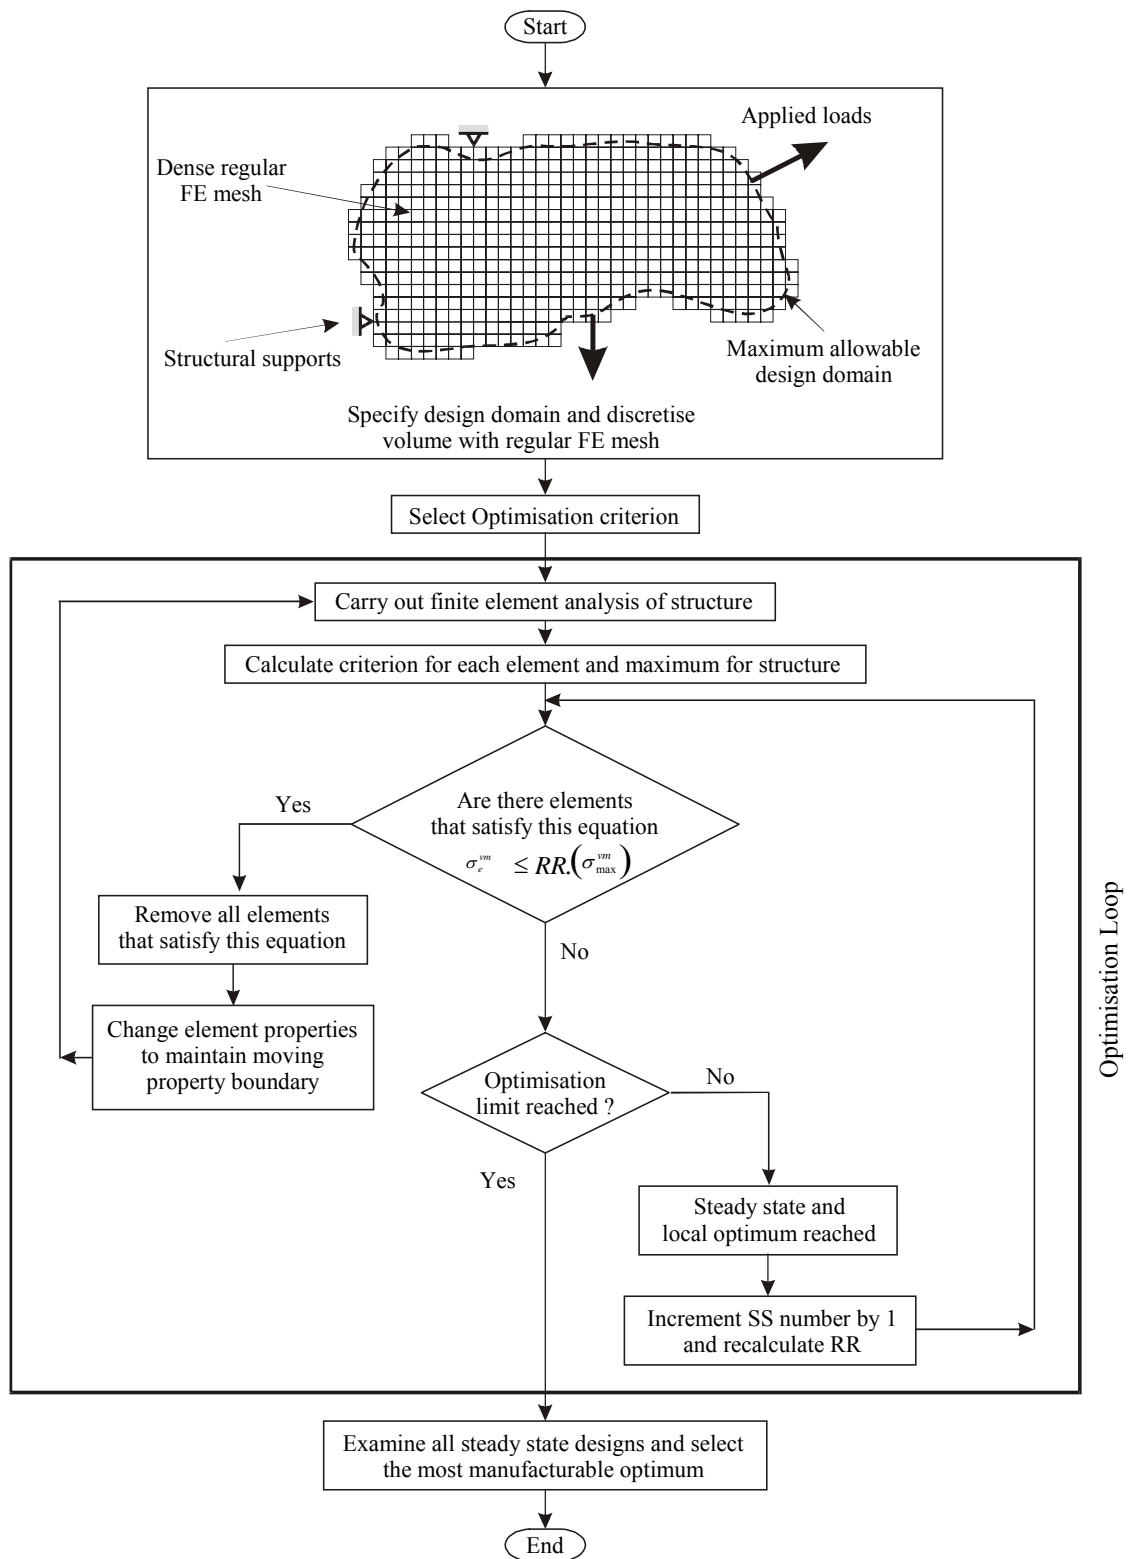 Start
Applied loads
Dense regular
FE mesh
Structural supports
Maximum allowable
design domain
Specify design domain and discretise
volume with regular FE mesh
Select Optimisation criterion
Carry out finite element analysis of structure
Calculate criterion for each element and maximum for structure
Yes
Are there elements
that satisfy this equation
σ_e^{vm} ≤ RR.(σ_{max}^{vm})
Remove all elements
that satisfy this equation
No
Change element properties
to maintain moving
property boundary
Optimisation
limit reached ?
No
Yes
Steady state and
local optimum reached
Increment SS number by 1
and recalculate RR
Optimisation Loop
Examine all steady state designs and select
the most manufacturable optimum
End